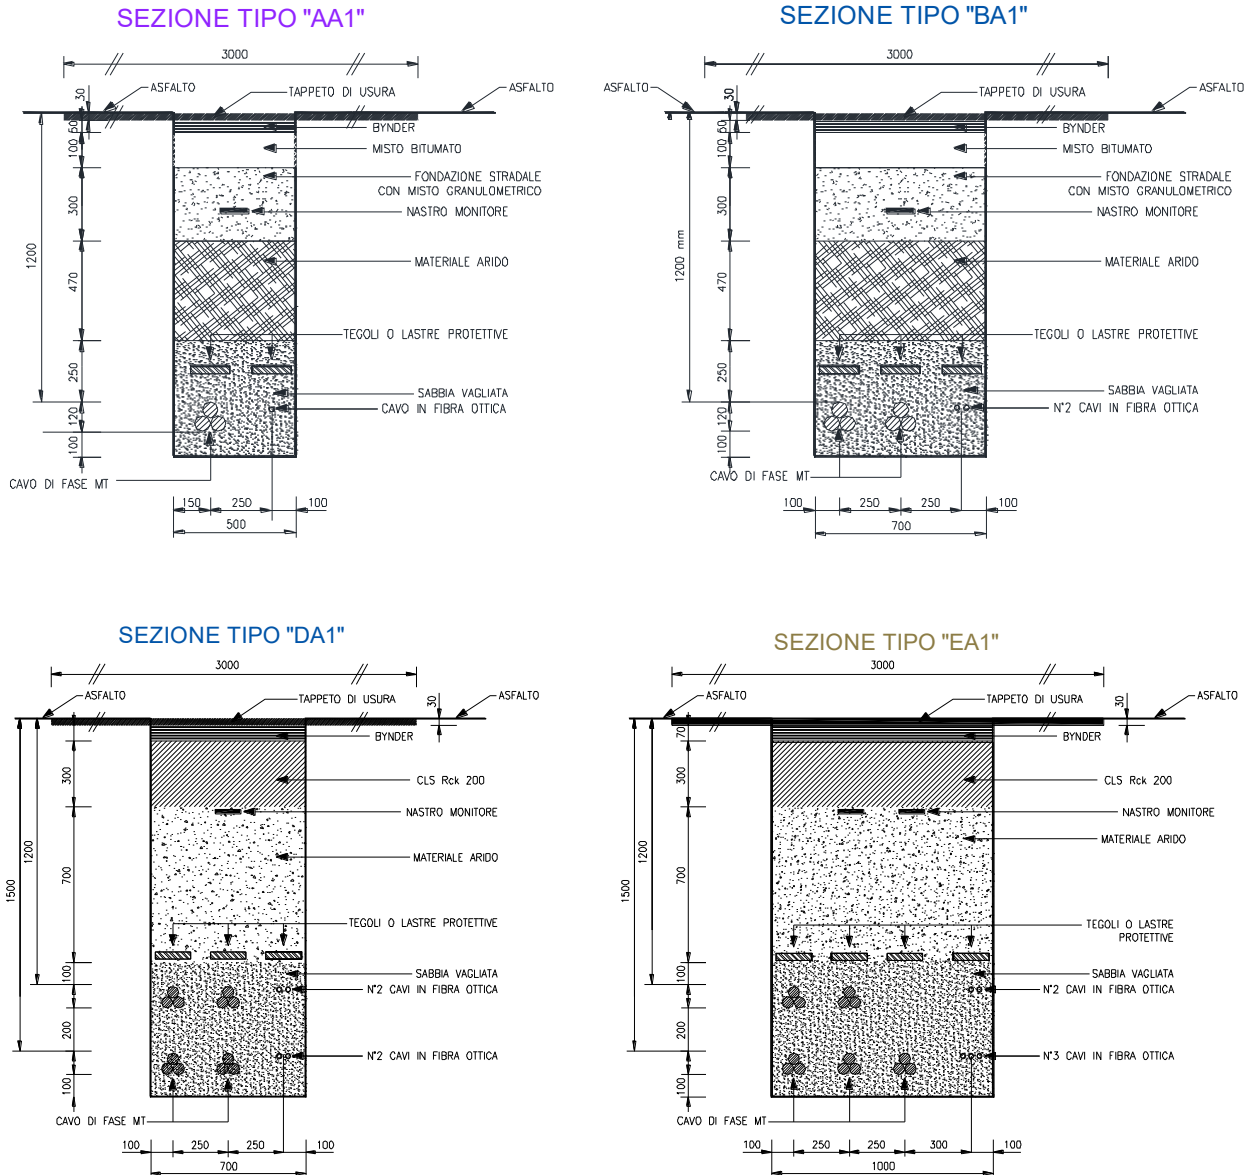 SEZIONE TIPO "AA1"
3000
ASFALTO
TAPPETO DI USURA
ASFALTO
30
50
100
300
470
250
120
100
1200
BYNDER
MISTO BITUMATO
FONDAZIONE STRADALE
CON MISTO GRANULOMETRICO
NASTRO MONITORE
MATERIALE ARIDO
TEGOLI O LASTRE PROTETTIVE
SABBIA VAGLIATA
CAVO IN FIBRA OTTICA
CAVO DI FASE MT
150
250
100
500
SEZIONE TIPO "BA1"
3000
ASFALTO
TAPPETO DI USURA
ASFALTO
30
50
100
300
470
250
120
100
1200 mm
BYNDER
MISTO BITUMATO
FONDAZIONE STRADALE
CON MISTO GRANULOMETRICO
NASTRO MONITORE
MATERIALE ARIDO
TEGOLI O LASTRE PROTETTIVE
SABBIA VAGLIATA
N°2 CAVI IN FIBRA OTTICA
CAVO DI FASE MT
100
250
250
100
700
SEZIONE TIPO "DA1"
3000
ASFALTO
TAPPETO DI USURA
ASFALTO
30
BYNDER
300
CLS Rck 200
NASTRO MONITORE
1200
1500
700
MATERIALE ARIDO
TEGOLI O LASTRE PROTETTIVE
100
SABBIA VAGLIATA
N°2 CAVI IN FIBRA OTTICA
200
N°2 CAVI IN FIBRA OTTICA
100
CAVO DI FASE MT
100
250
250
100
700
SEZIONE TIPO "EA1"
3000
ASFALTO
TAPPETO DI USURA
ASFALTO
30
70
BYNDER
300
CLS Rck 200
NASTRO MONITORE
1200
1500
700
MATERIALE ARIDO
TEGOLI O LASTRE
PROTETTIVE
100
SABBIA VAGLIATA
N°2 CAVI IN FIBRA OTTICA
200
N°3 CAVI IN FIBRA OTTICA
100
CAVO DI FASE MT
100
250
250
300
100
1000